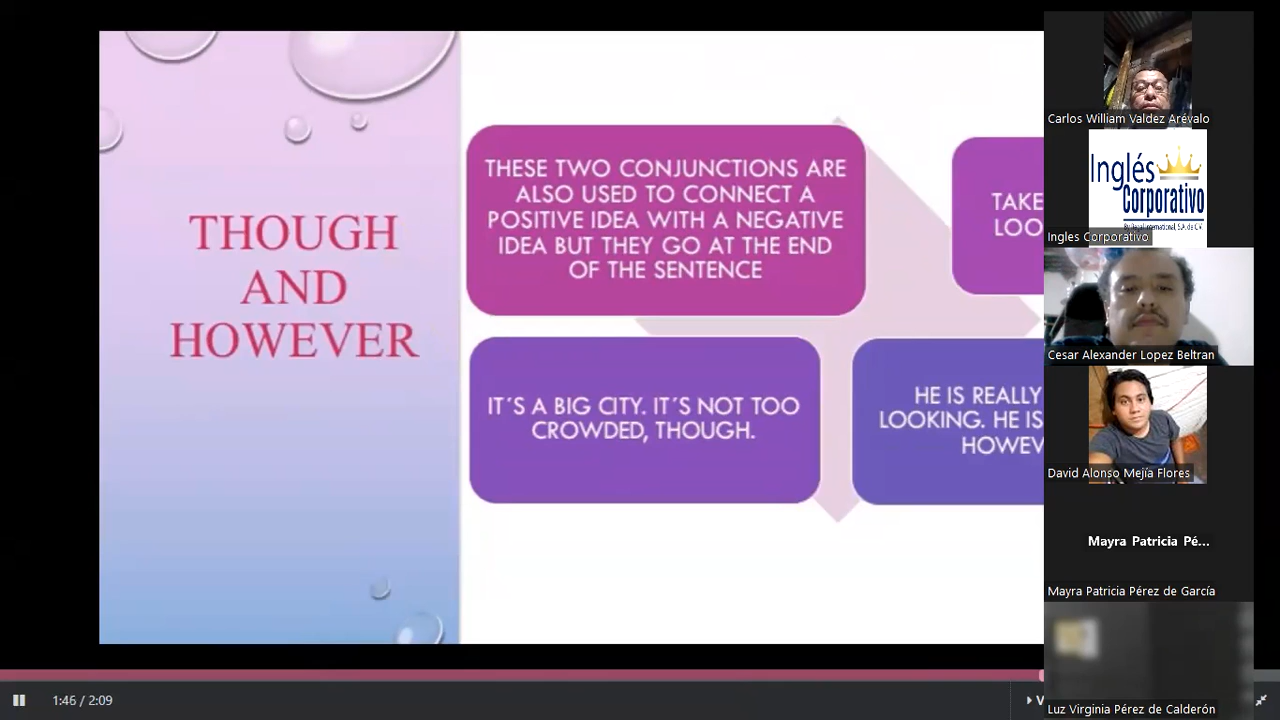 THOUGH
AND
HOWEVER
THESE TWO CONJUNCTIONS ARE
ALSO USED TO CONNECT A
POSITIVE IDEA WITH A NEGATIVE
IDEA BUT THEY GO AT THE END
OF THE SENTENCE
TAKE
LOO
IT´S A BIG CITY. IT´S NOT TOO
CROWDED, THOUGH.
HE IS REALLY
LOOKING. HE IS
HOWEV
Carlos William Valdez Arévalo
Inglés
Corporativo
Ingles Corporativo
Cesar Alexander Lopez Beltran
David Alonso Mejía Flores
Mayra Patricia Pé...
Mayra Patricia Pérez de García
Luz Virginia Pérez de Calderón
1:46 / 2:09
V